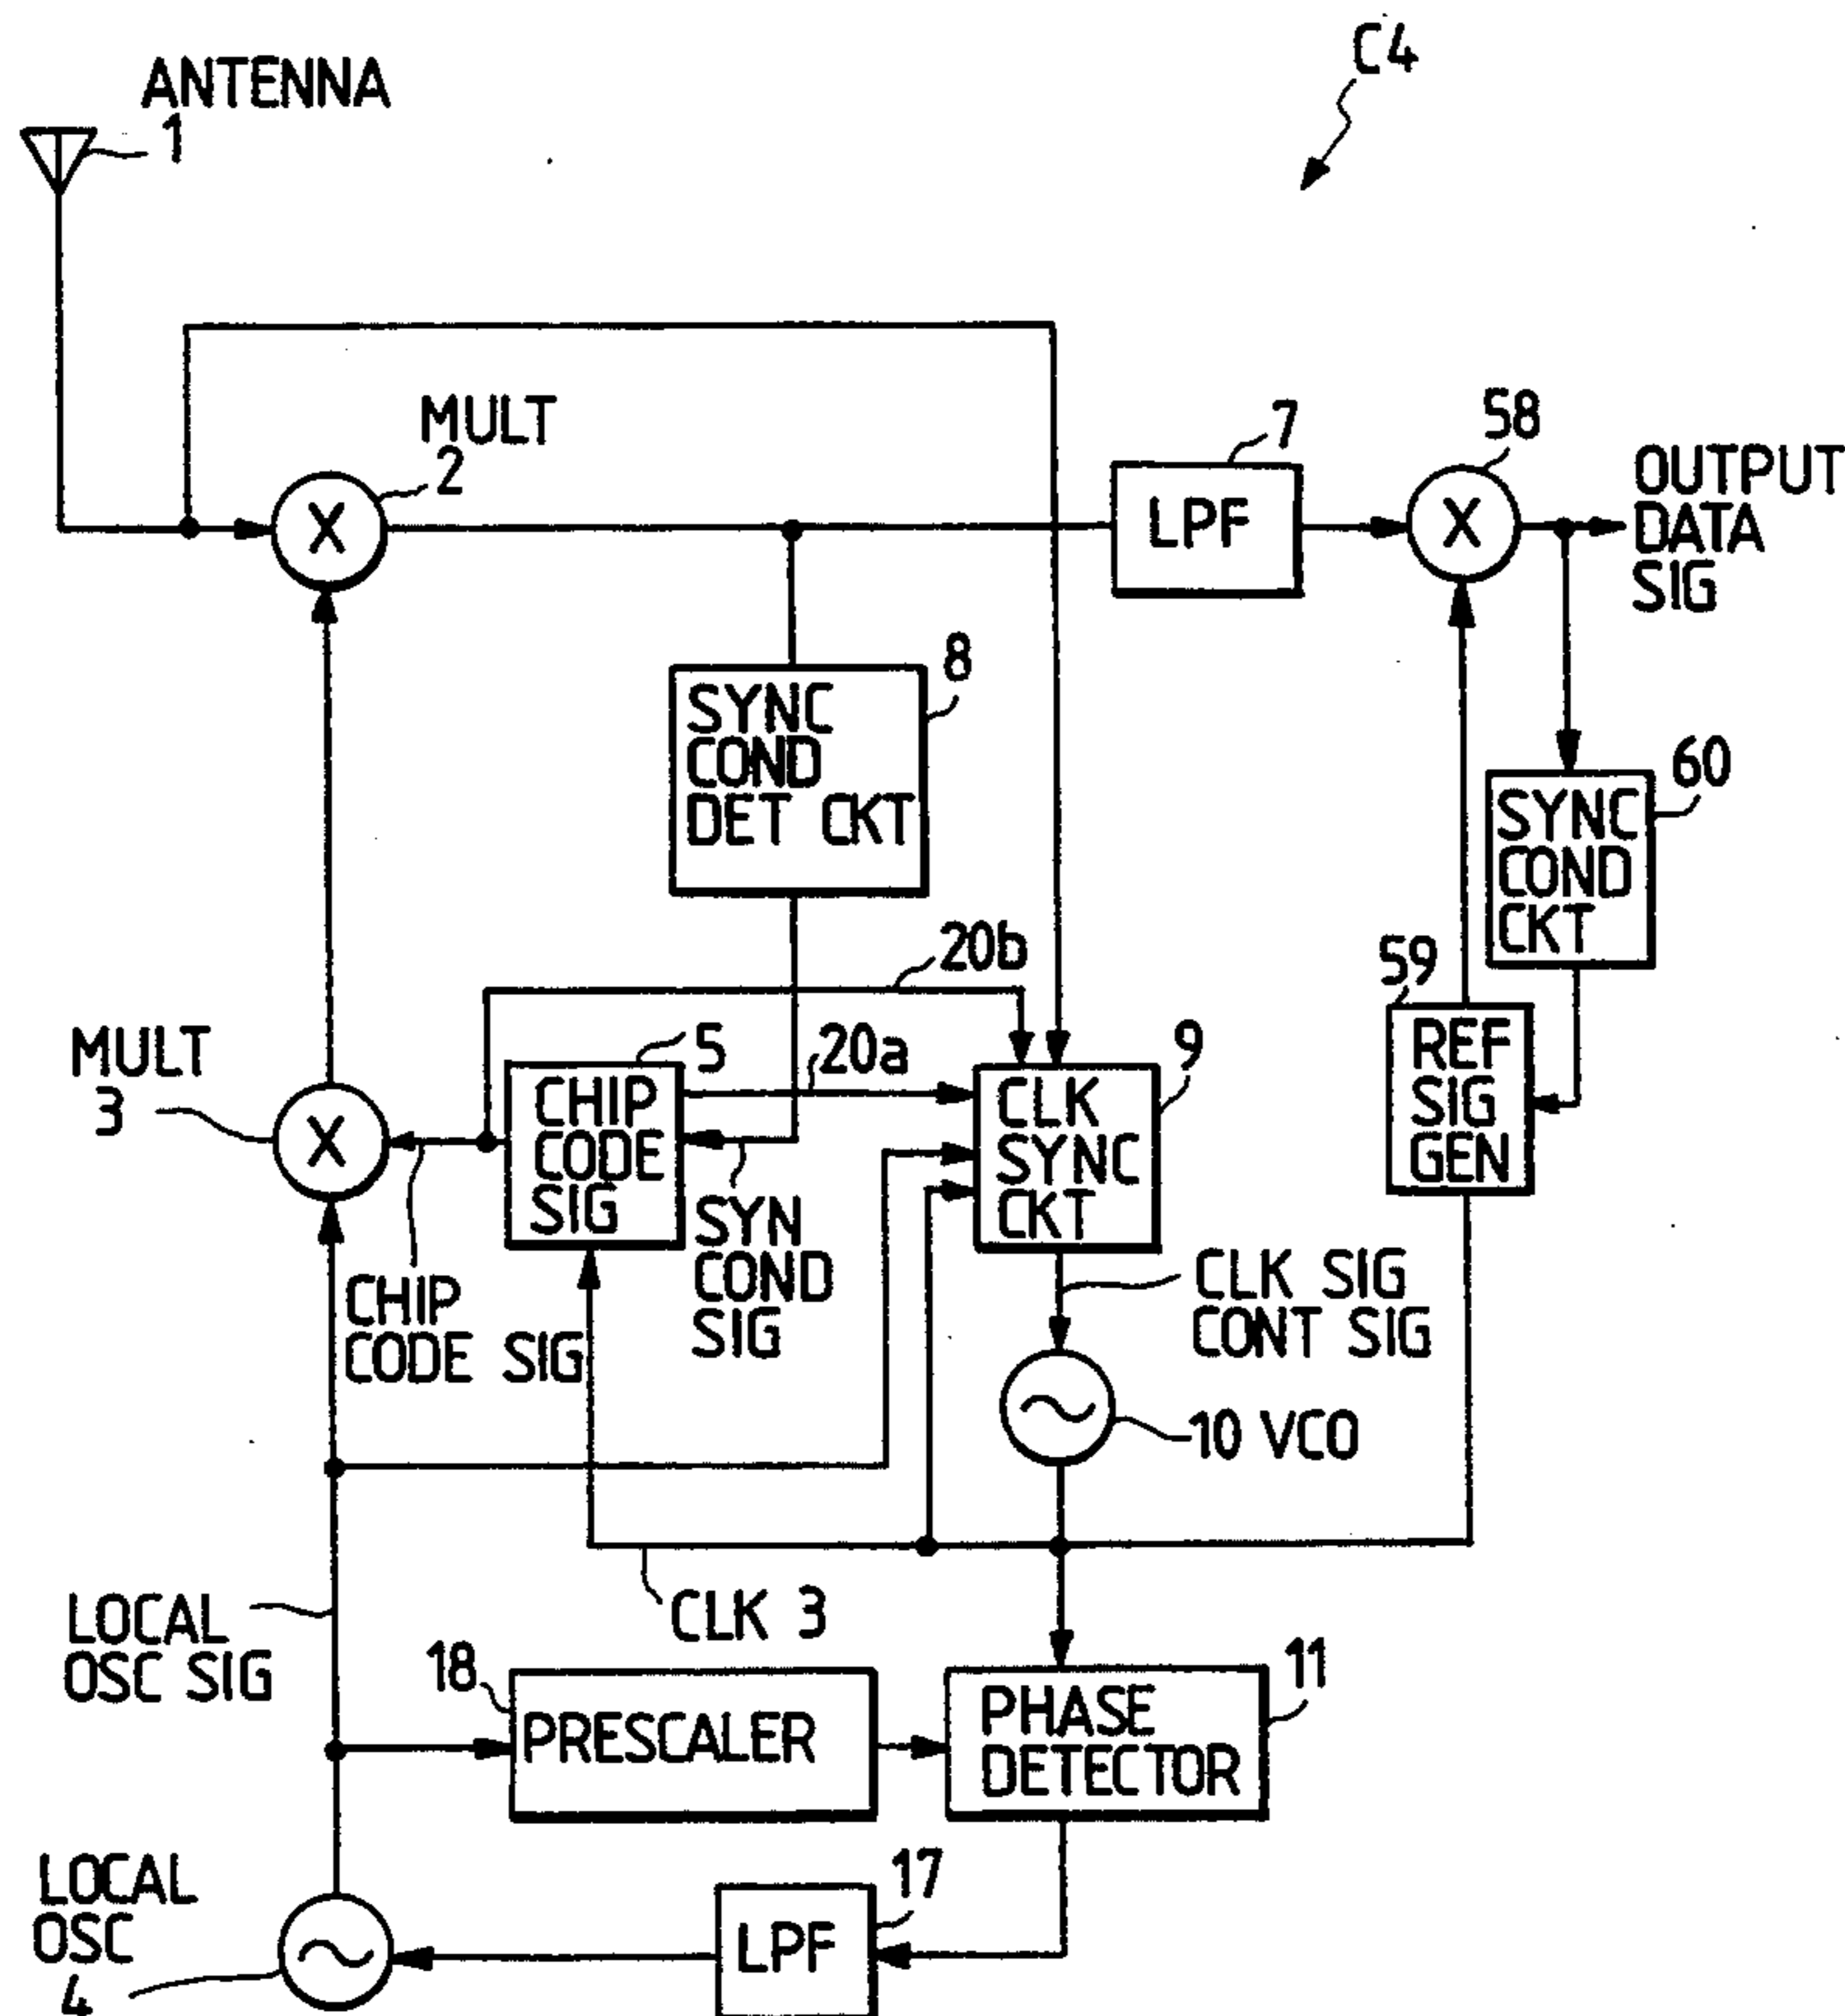 C4
ANTENNA
1
MULT
2
7
LPF
58
X
X
OUTPUT
DATA
SIG
8
SYNC
COND
DET CKT
60
SYNC
COND
CKT
20b
59
REF
SIG
GEN
MULT
3
X
5
CHIP
CODE
SIG
20a
9
CLK
SYNC
CKT
SYN
COND
SIG
CHIP
CODE SIG
CLK SIG
CONT SIG
10 VCO
CLK 3
LOCAL
OSC SIG
18
PRESCALER
11
PHASE
DETECTOR
17
LPF
LOCAL
OSC
4